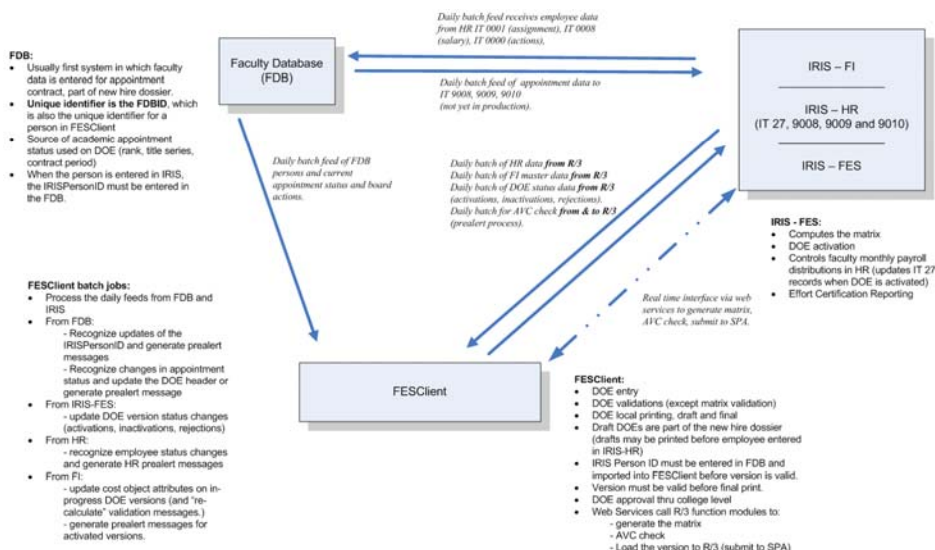 Daily batch feed receives employee data
from HR IT 0001 (assignment), IT 0008
(salary), IT 0000 (actions),
FDB:
• Usually first system in which faculty
data is entered for appointment
contract, part of new hire dossier.
• Unique identifier is the FDBID, which
is also the unique identifier for a
person in FESClient
• Source of academic appointment
status used on DOE (rank, title series,
contract period)
• When the person is entered in IRIS,
the IRISPersonID must be entered in
the FDB.
Faculty Database
(FDB)
Daily batch feed of appointment data to
IT 9008, 9009, 9010
(not yet in production).
IRIS – FI
IRIS – HR
(IT 27, 9008, 9009 and 9010)
IRIS – FES
Daily batch feed of FDB
persons and current
appointment status and board
actions.
Daily batch of HR data from R/3
Daily batch of FI master data from R/3
Daily batch of DOE status data from R/3
(activations, inactivations, rejections).
Daily batch for AVC check from & to R/3
(prealert process).
IRIS - FES:
• Computes the matrix
• DOE activation
• Controls faculty monthly payroll
distributions in HR (updates IT 27
records when DOE is activated)
• Effort Certification Reporting
Real time interface via web
services to generate matrix,
AVC check, submit to SPA.
FESClient batch jobs:
• Process the daily feeds from FDB and
IRIS
• From FDB:
- Recognize updates of the
IRISPersonID and generate prealert
messages
- Recognize changes in appointment
status and update the DOE header or
generate prealert message
• From IRIS-FES:
- update DOE version status changes
(activations, inactivations, rejections)
• From HR:
- recognize employee status changes
and generate HR prealert messages
• From FI:
- update cost object attributes on in-
progress DOE versions (and “re-
calculate” validation messages.)
- generate prealert messages for
activated versions.
FESClient
FESClient:
• DOE entry
• DOE validations (except matrix validation)
• DOE local printing, draft and final
• Draft DOEs are part of the new hire dossier
(drafts may be printed before employee entered
in IRIS-HR)
• IRIS Person ID must be entered in FDB and
imported into FESClient before version is valid.
• Version must be valid before final print.
• DOE approval thru college level
• Web Services call R/3 function modules to:
- generate the matrix
- AVC check
- Load the version to R/3 (submit to SPA)